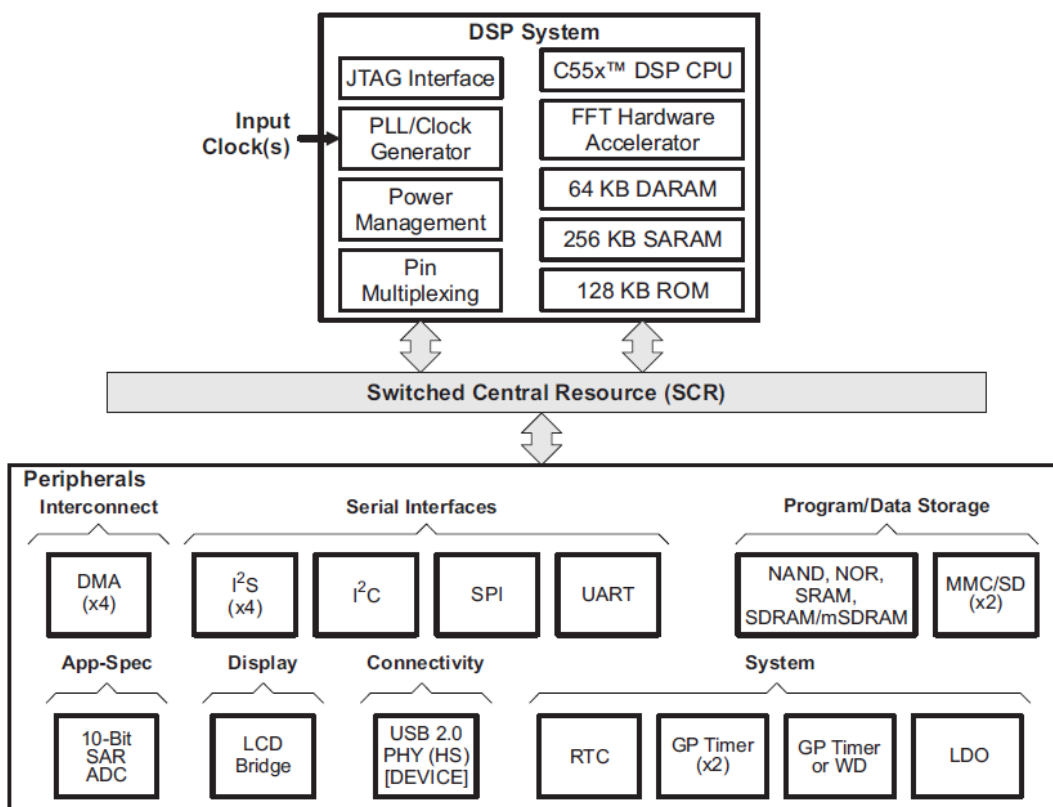 DSP System
JTAG Interface
C55x™ DSP CPU
Input
Clock(s)
PLL/Clock
Generator
FFT Hardware
Accelerator
Power
Management
64 KB DARAM
256 KB SARAM
Pin
Multiplexing
128 KB ROM
Switched Central Resource (SCR)
Peripherals
Interconnect
Serial Interfaces
Program/Data Storage
DMA
(x4)
I²S
(x4)
I²C
SPI
UART
NAND, NOR,
SRAM,
SDRAM/mSDRAM
MMC/SD
(x2)
App-Spec
Display
Connectivity
System
10-Bit
SAR
ADC
LCD
Bridge
USB 2.0
PHY (HS)
[DEVICE]
RTC
GP Timer
(x2)
GP Timer
or WD
LDO